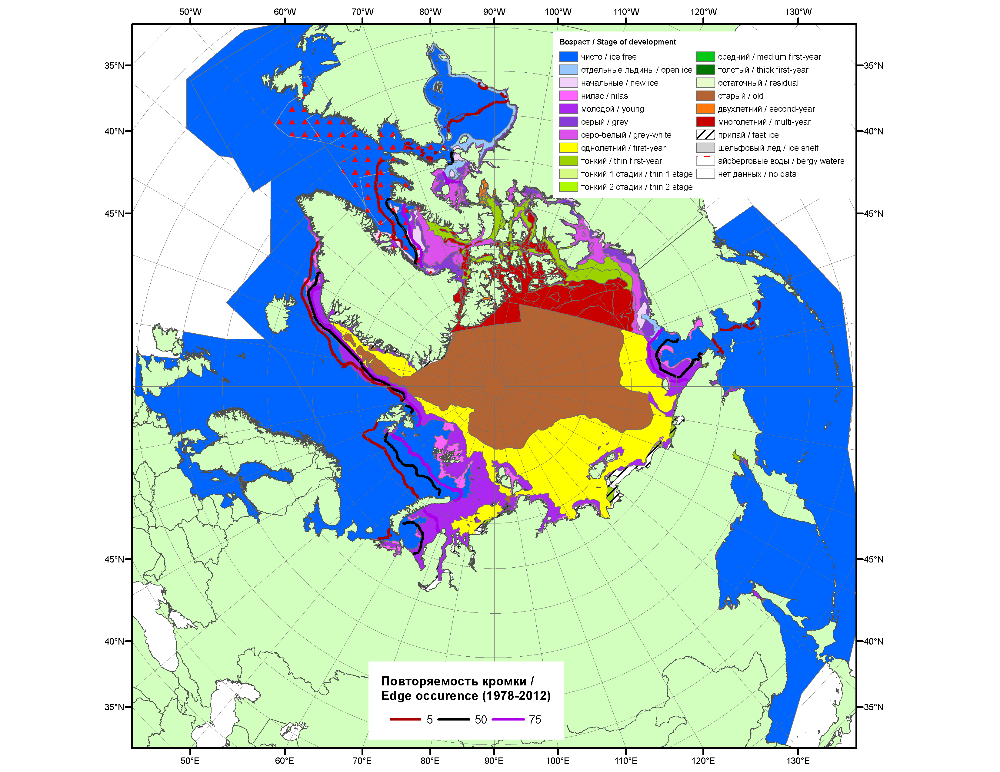 50°W 60°W 70°W 80°W 90°W 100°W 110°W 120°W 130°W
Возраст / Stage of development
чисто / ice free
отдельные льдины / open ice
начальные / new ice
нилас / nilas
молодой / young
серый / grey
серо-белый / grey-white
однолетний / first-year
тонкий / thin first-year
тонкий 1 стадии / thin 1 stage
тонкий 2 стадии / thin 2 stage
средний / medium first-year
толстый / thick first-year
остаточный / residual
старый / old
двухлетний / second-year
многолетний / multi-year
припай / fast ice
шельфовый лед / ice shelf
айсберговые воды / bergy waters
нет данных / no data
35°N 35°N
40°N 40°N
45°N 45°N
45°N 45°N
40°N 40°N
35°N 35°N
Повторяемость кромки /
Edge occurence (1978-2012)
5 50 75
50°E 60°E 70°E 80°E 90°E 100°E 110°E 120°E 130°E